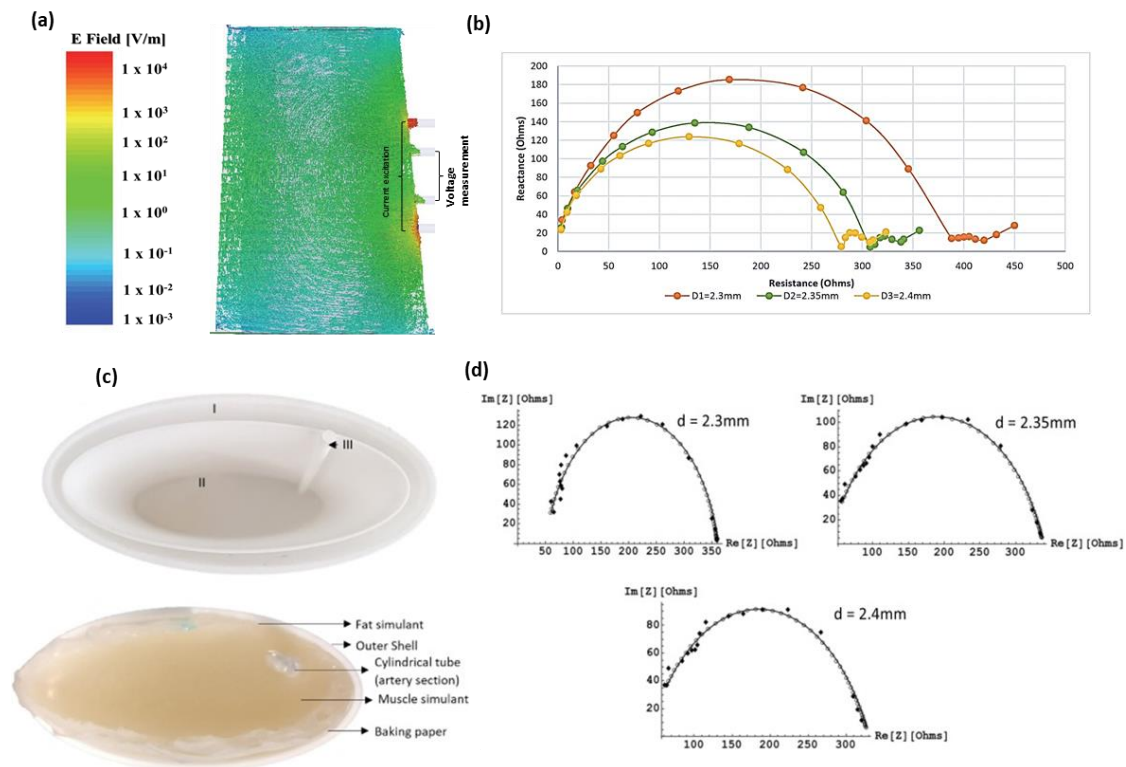 (a)
E Field [V/m]
1 x 10⁴
1 x 10³
1 x 10²
1 x 10¹
1 x 10⁰
1 x 10⁻¹
1 x 10⁻²
1 x 10⁻³
Current excitation
Voltage
measurement
(b)
Reactance (Ohms)
200
180
160
140
120
100
80
60
40
20
0
0 50 100 150 200 250 300 350 400 450 500
Resistance (Ohms)
D1=2.3mm D2=2.35mm D3=2.4mm
(c)
I
II
III
Fat simulant
Outer Shell
Cylindrical tube
(artery section)
Muscle simulant
Baking paper
(d)
Im[Z][Ohms]
d = 2.3mm
120
100
80
60
40
20
50 100 150 200 250 300 350
Re[Z][Ohms]
Im[Z][Ohms]
d = 2.35mm
100
80
60
40
20
100 150 200 250 300
Re[Z][Ohms]
Im[Z][Ohms]
d = 2.4mm
80
60
40
20
100 150 200 250 300
Re[Z][Ohms]